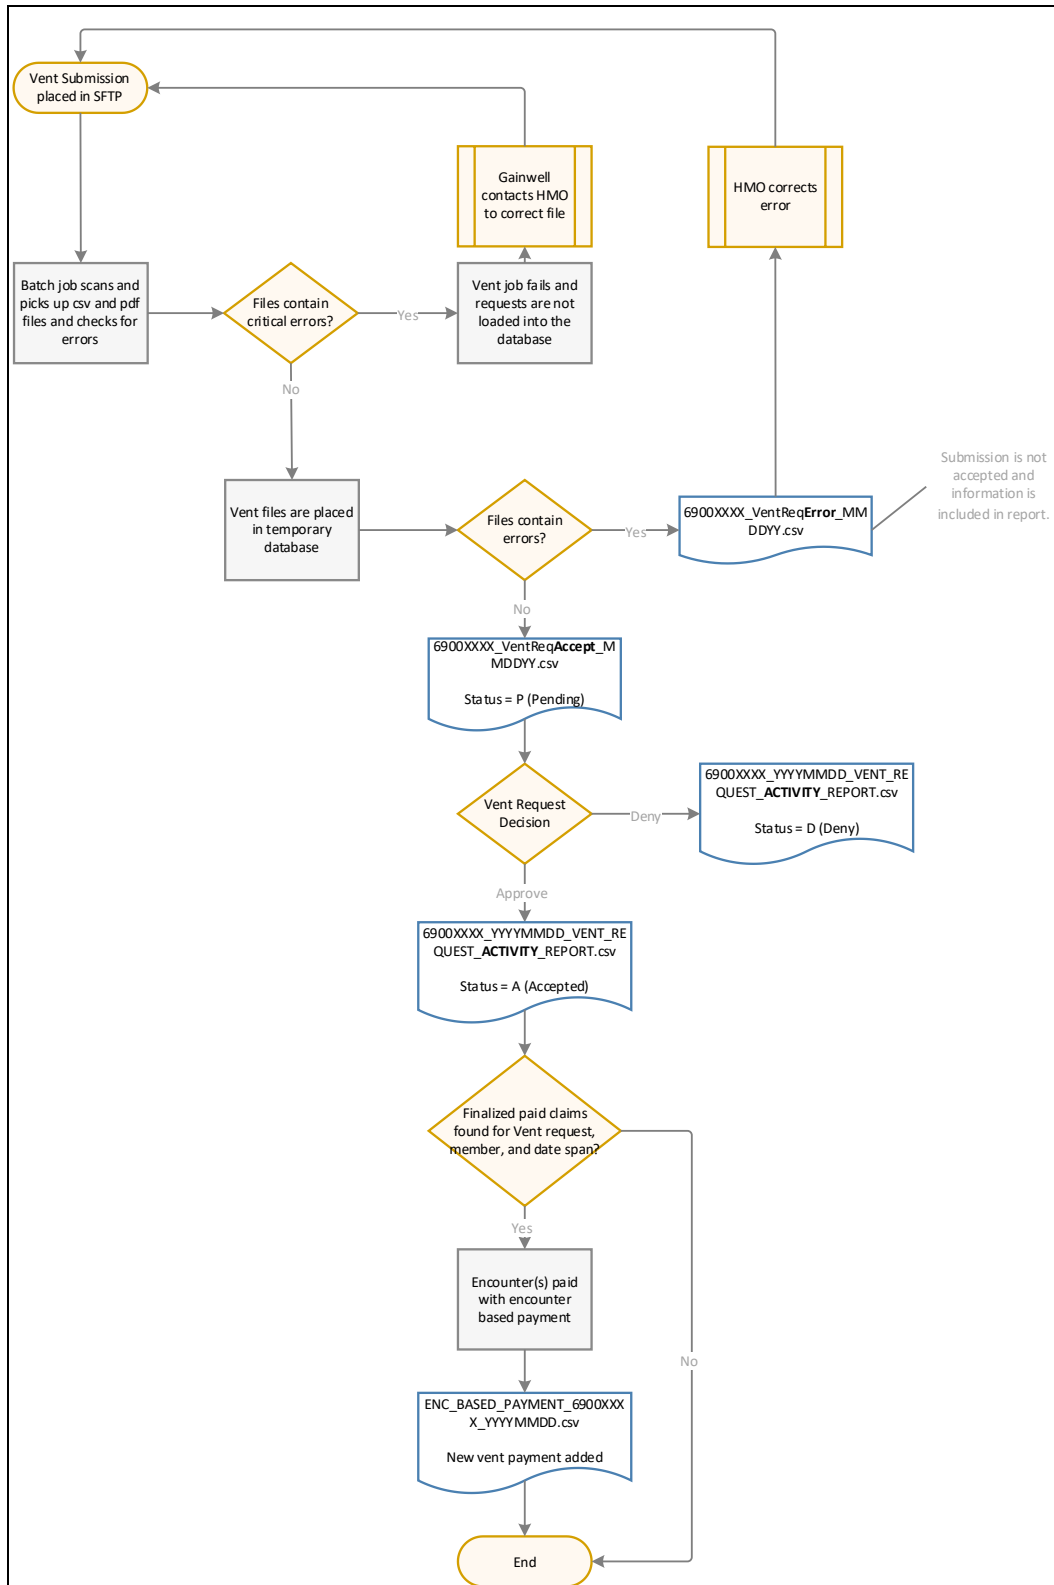 Vent Submission
placed in SFTP
Gainwell
contacts HMO
to correct file
HMO corrects
error
Batch job scans and
picks up csv and pdf
files and checks for
errors
Files contain
critical errors?
Yes
Vent job fails and
requests are not
loaded into the
database
No
Submission is not
accepted and
information is
included in report.
Vent files are placed
in temporary
database
Files contain
errors?
Yes
6900XXXX_VentReqError_MM
DDYY.csv
No
6900XXXX_VentReqAccept_M
MDDYY.csv
Status = P (Pending)
Vent Request
Decision
Deny
6900XXXX_YYYYMMDD_VENT_RE
QUEST_ACTIVITY_REPORT.csv
Status = D (Deny)
Approve
6900XXXX_YYYYMMDD_VENT_RE
QUEST_ACTIVITY_REPORT.csv
Status = A (Accepted)
Finalized paid claims
found for Vent request,
member, and date span?
Yes
Encounter(s) paid
with encounter
based payment
No
ENC_BASED_PAYMENT_6900XXX
X_YYYYMMDD.csv
New vent payment added
End